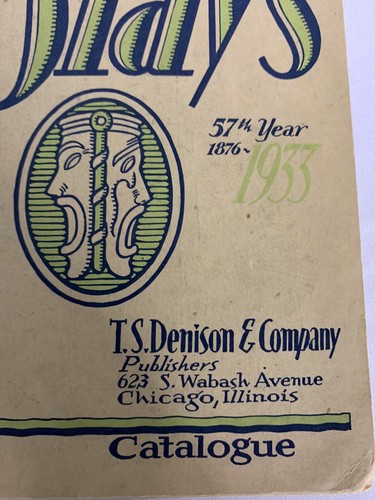 Plays
57th Year
1876~
1933
T.S. Denison & Company
Publishers
623 S. Wabash Avenue
Chicago, Illinois
Catalogue